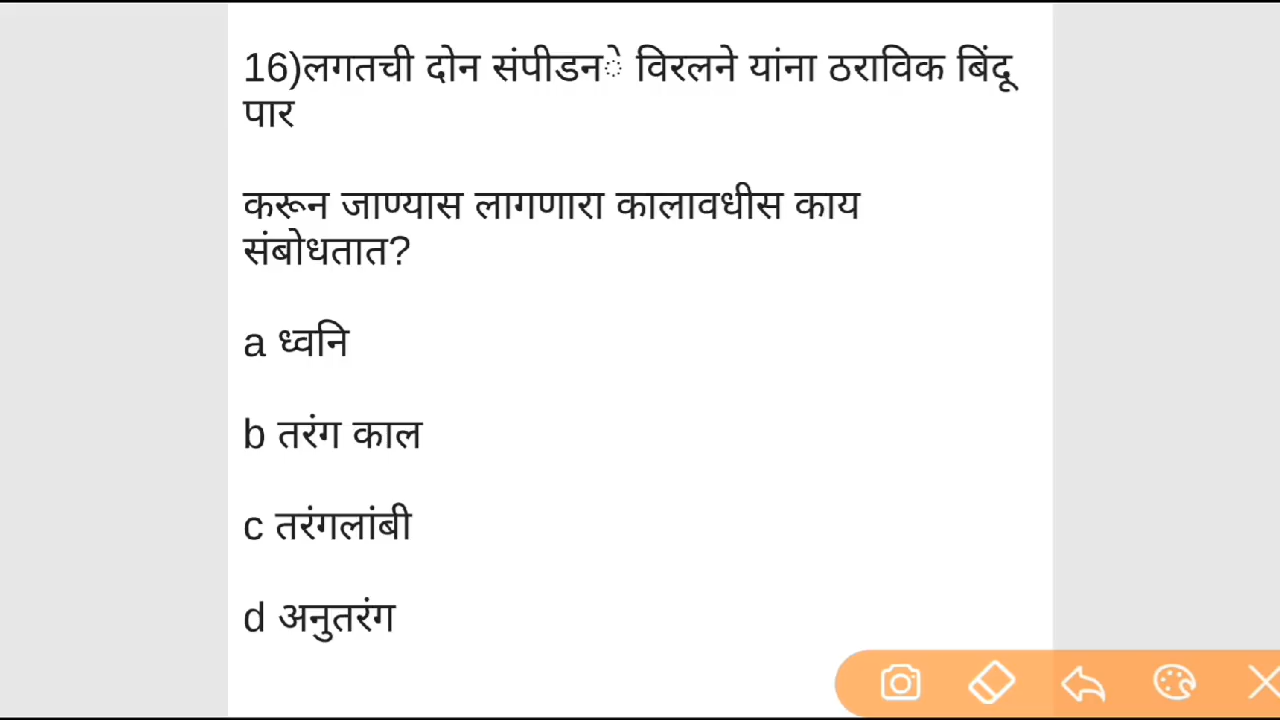 16)लगतची दोन संपीडन​े विरलने यांना ठराविक बिंदू
पार
करून जाण्यास लागणारा कालावधीस काय
संबोधतात?
a ध्वनि
b तरंग काल
c तरंगलांबी
d अनुतरंग